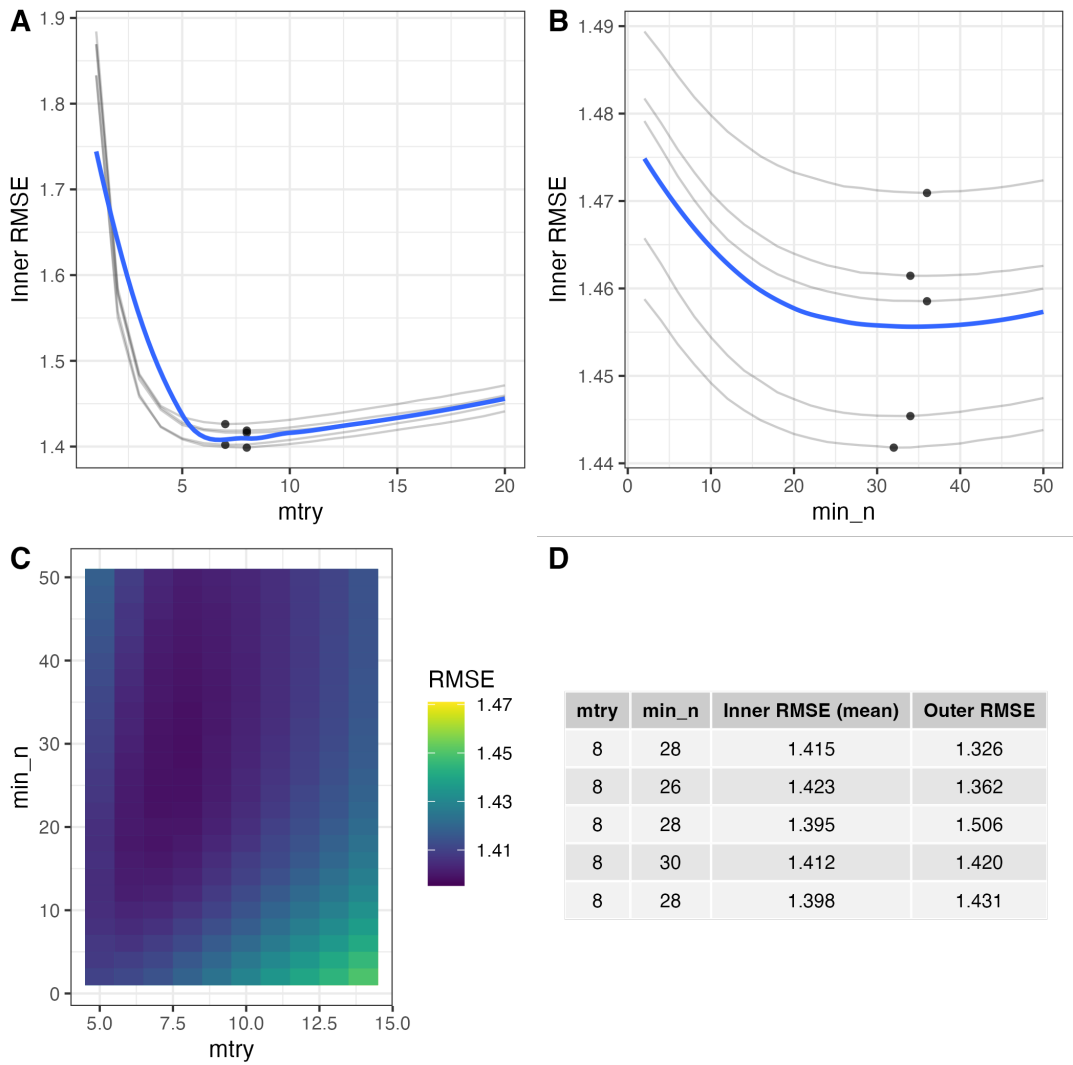 A
1.9
1.8
1.7
1.6
1.5
1.4
Inner RMSE
5
10
15
20
mtry
B
1.49
1.48
1.47
1.46
1.45
1.44
Inner RMSE
0
10
20
30
40
50
min_n
C
50
40
30
20
10
0
min_n
5.0
7.5
10.0
12.5
15.0
mtry
RMSE
1.47
1.45
1.43
1.41
D
mtry min_n Inner RMSE (mean) Outer RMSE
8 28 1.415 1.326
8 26 1.423 1.362
8 28 1.395 1.506
8 30 1.412 1.420
8 28 1.398 1.431